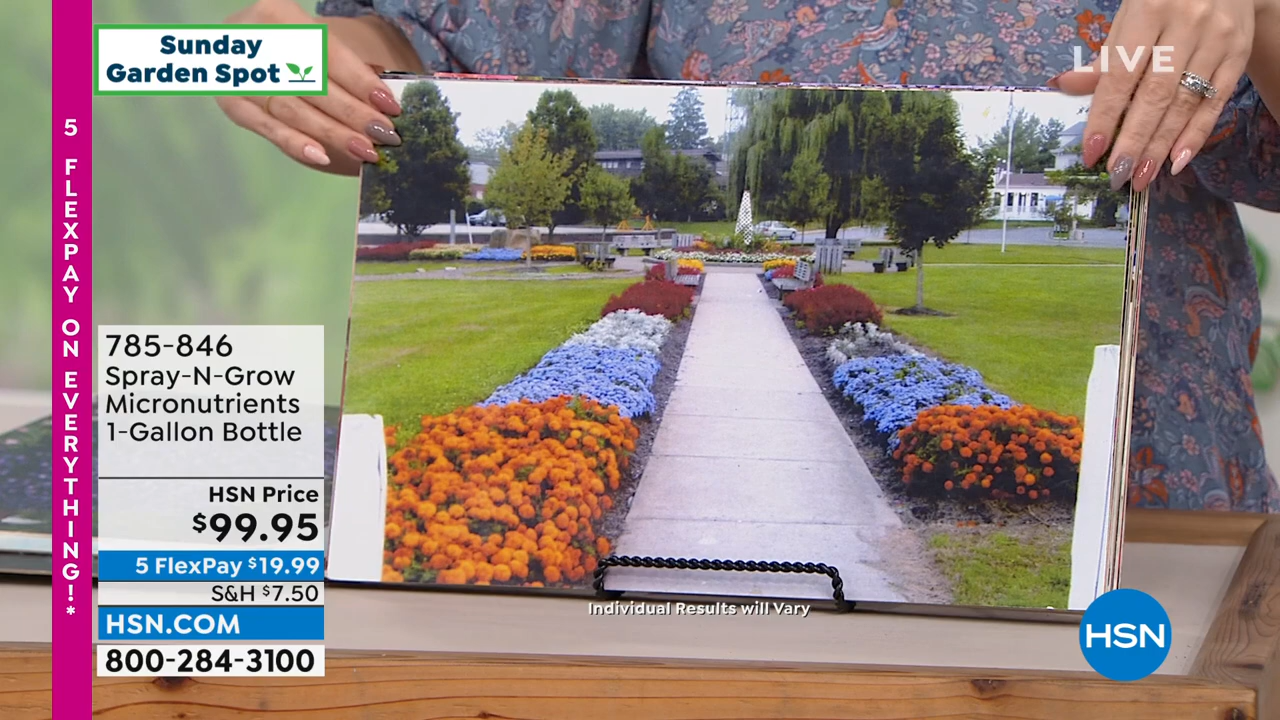 Sunday
Garden Spot
LIVE
5 FLEXPAY ON EVERYTHING!*
785-846
Spray-N-Grow
Micronutrients
1-Gallon Bottle
HSN Price
$99.95
5 FlexPay $19.99
S&H $7.50
HSN.COM
800-284-3100
Individual Results will Vary
HSN